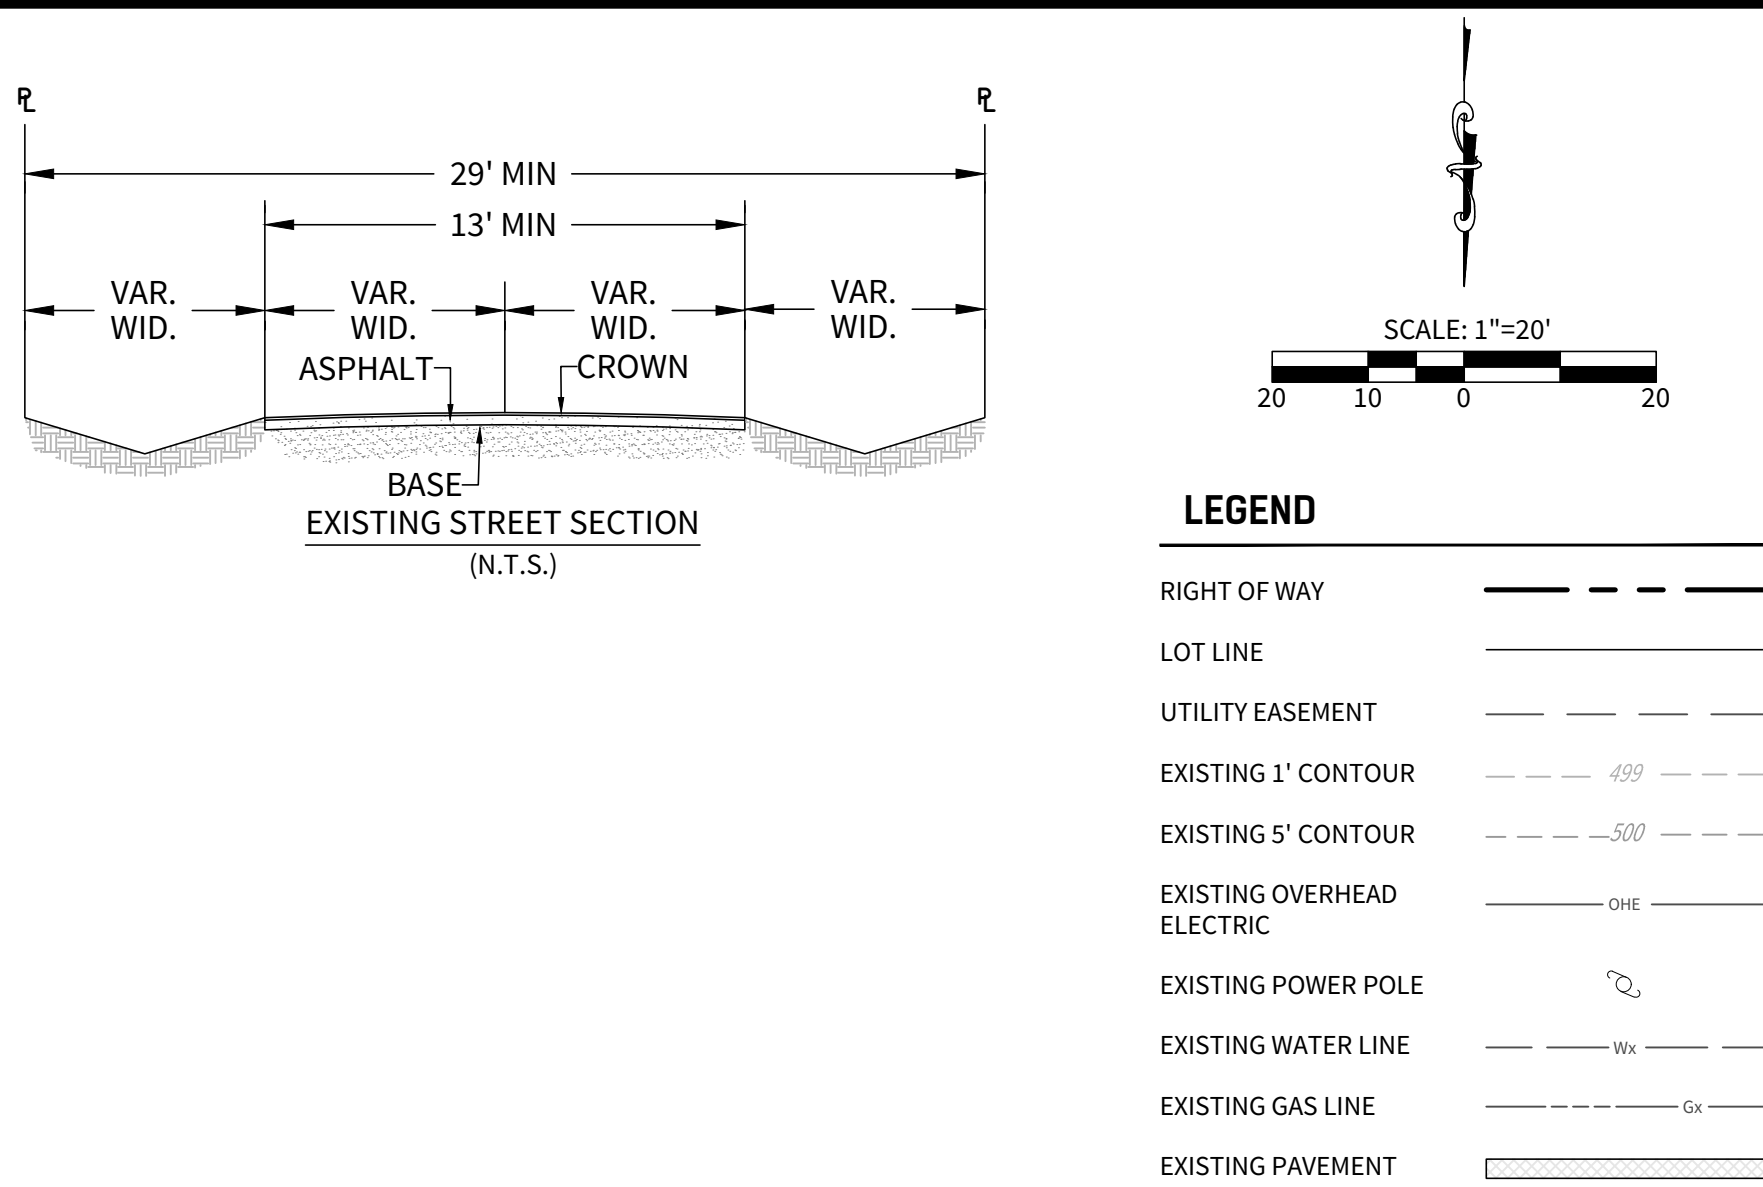 ℄ ℄
29' MIN
13' MIN
VAR. WID.
VAR. WID.
VAR. WID.
VAR. WID.
ASPHALT
CROWN
BASE
EXISTING STREET SECTION
(N.T.S.)
SCALE: 1"=20'
20 10 0 20
LEGEND
RIGHT OF WAY
LOT LINE
UTILITY EASEMENT
EXISTING 1' CONTOUR 499
EXISTING 5' CONTOUR 500
EXISTING OVERHEAD
ELECTRIC OHE
EXISTING POWER POLE
EXISTING WATER LINE Wx
EXISTING GAS LINE Gx
EXISTING PAVEMENT